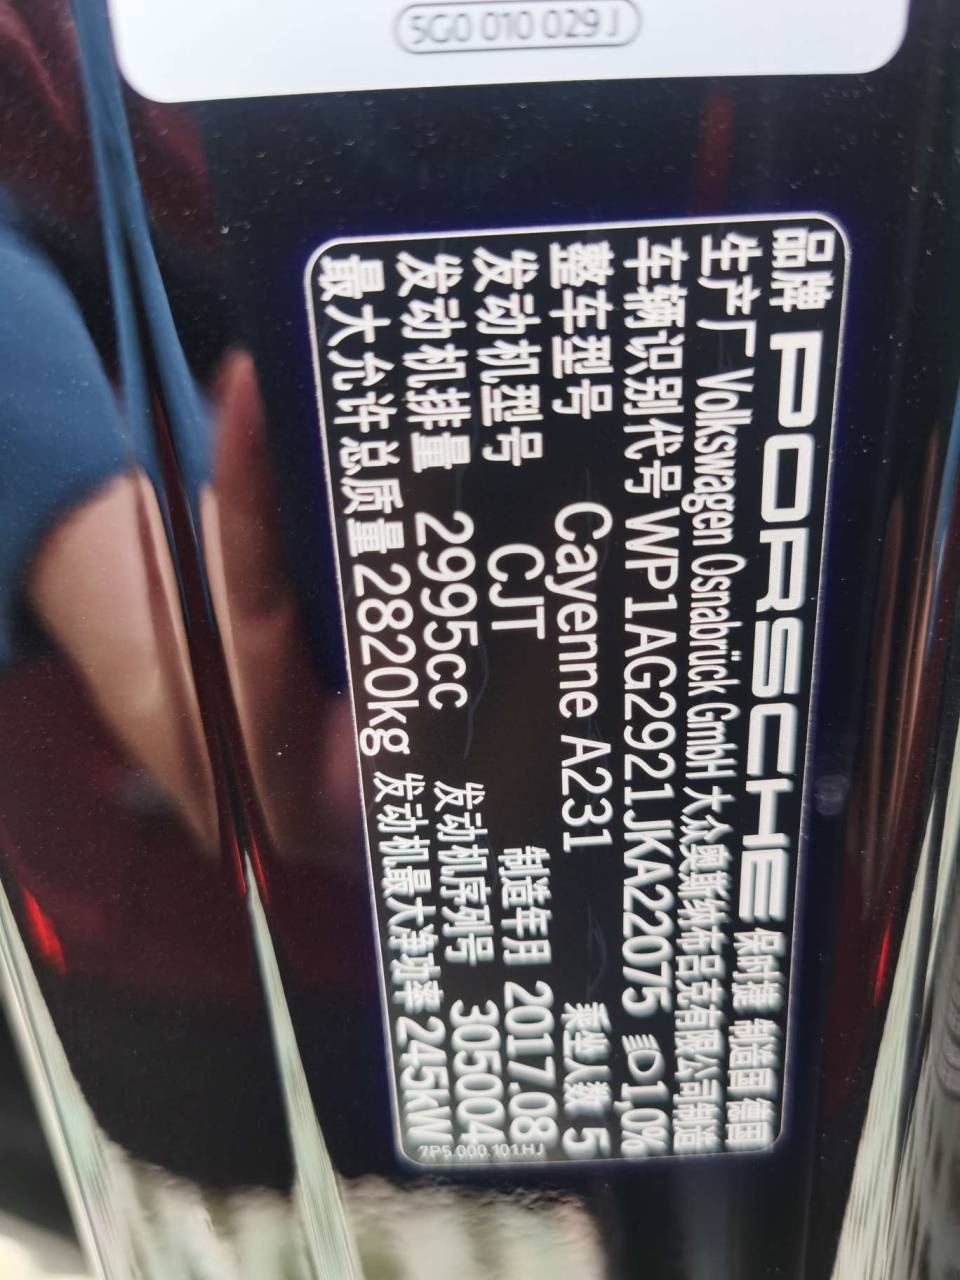 5G0 010 029 J
品牌 PORSCHE 保时捷 制造国 德国
生产厂 Volkswagen Osnabrück GmbH 大众奥斯纳布吕克有限公司制造
车辆识别代号 WP1AG2921JKA22075 1,0%
整车型号 Cayenne A231 乘坐人数 5
发动机型号 CJT 制造年月 2017.08
发动机排量 2995cc 发动机序列号 305004
最大允许总质量 2820kg 发动机最大净功率 245kW
7P5.000.101HJ